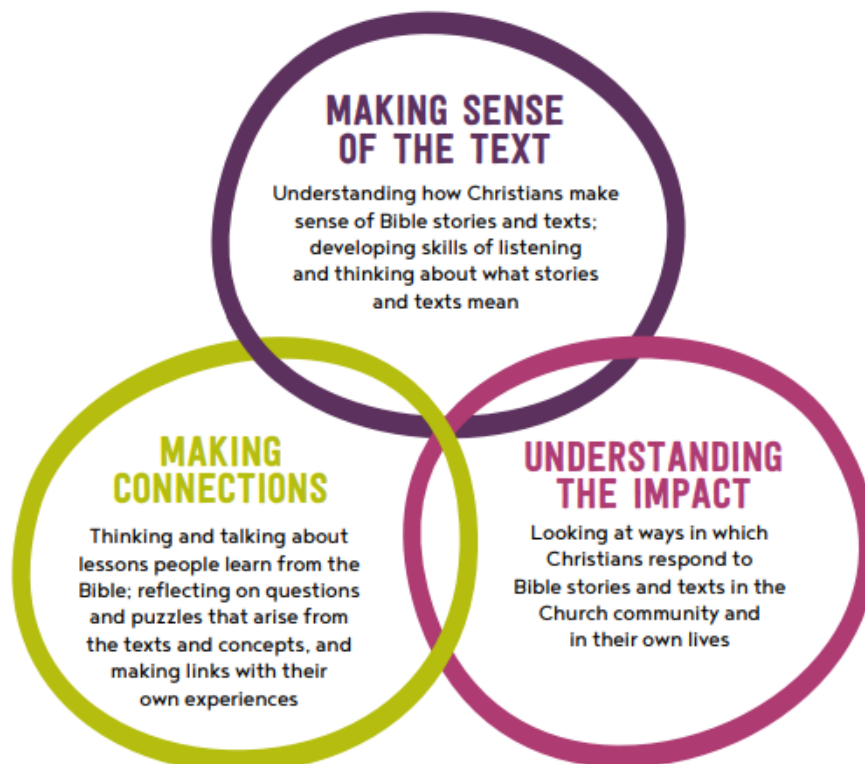 MAKING SENSE
OF THE TEXT
Understanding how Christians make
sense of Bible stories and texts;
developing skills of listening
and thinking about what stories
and texts mean
MAKING
CONNECTIONS
Thinking and talking about
lessons people learn from the
Bible; reflecting on questions
and puzzles that arise from
the texts and concepts, and
making links with their
own experiences
UNDERSTANDING
THE IMPACT
Looking at ways in which
Christians respond to
Bible stories and texts in the
Church community and
in their own lives